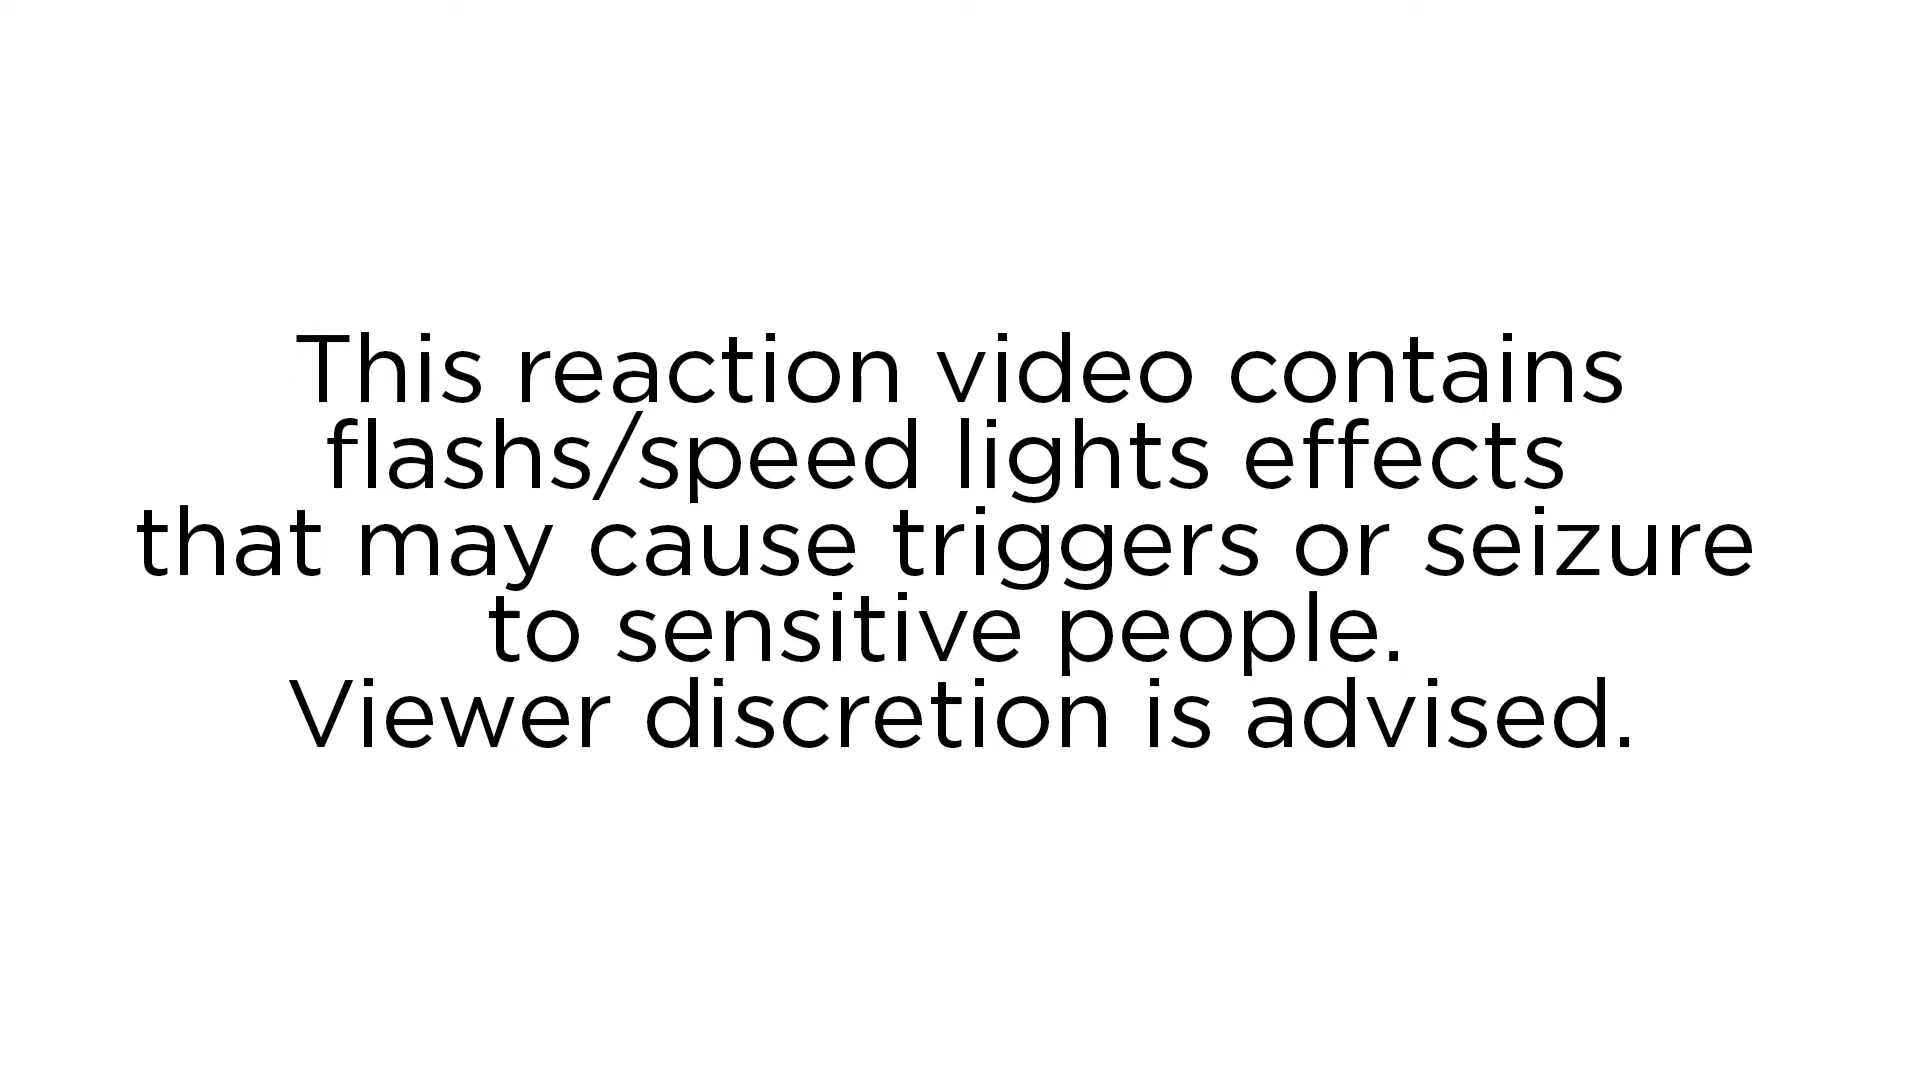 This reaction video contains
flashs/speed lights effects
that may cause triggers or seizure
to sensitive people.
Viewer discretion is advised.